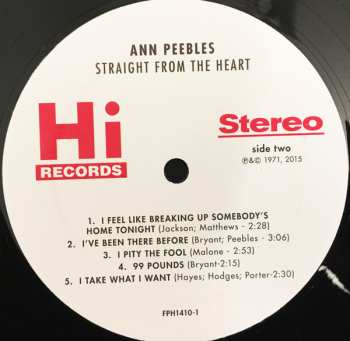 ANN PEEBLES
STRAIGHT FROM THE HEART
Hi
RECORDS
Stereo
side two
℗&© 1971, 2015
1. I FEEL LIKE BREAKING UP SOMEBODY'S
HOME TONIGHT (Jackson; Matthews - 2:28)
2. I'VE BEEN THERE BEFORE (Bryant; Peebles - 3:06)
3. I PITY THE FOOL (Malone - 2:53)
4. 99 POUNDS (Bryant-2:15)
5. I TAKE WHAT I WANT (Hayes; Hodges; Porter-2:30)
FPH1410-1